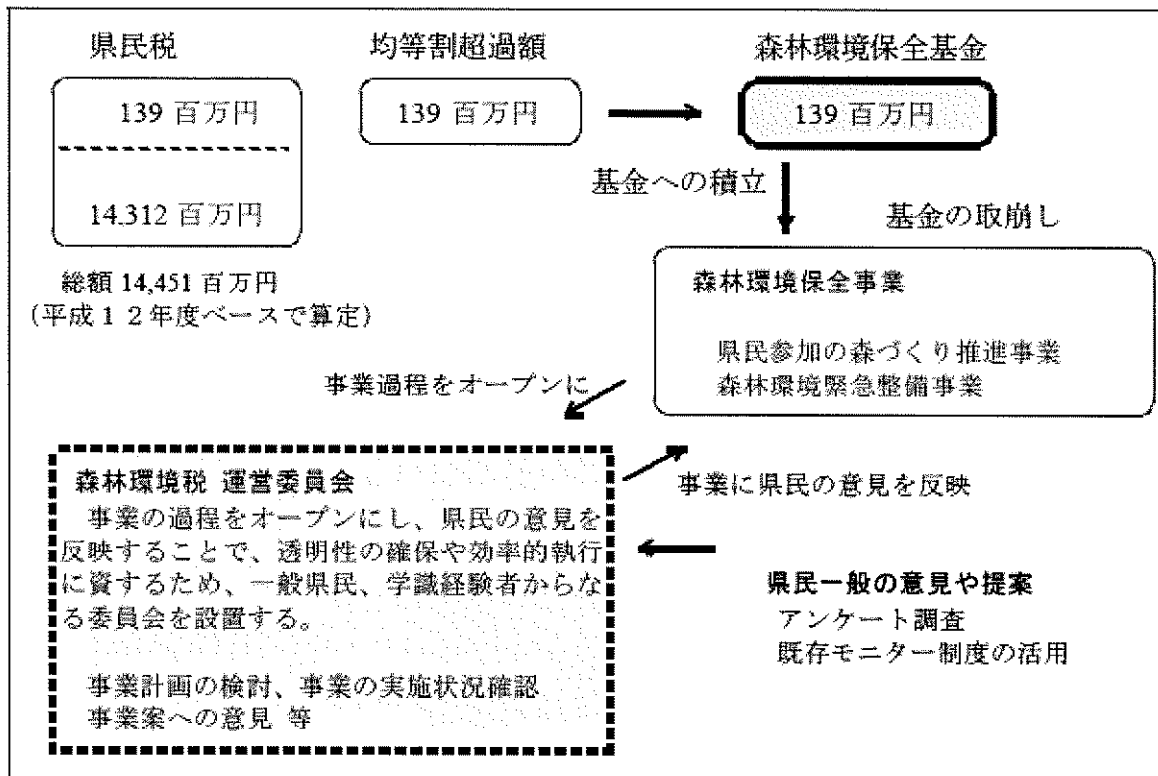 県民税
均等割超過額
森林環境保全基金
139 百万円
139 百万円
139 百万円
14,312 百万円
基金への積立
基金の取崩し
総額 14,451 百万円
（平成１２年度ベースで算定）
森林環境保全事業
県民参加の森づくり推進事業
森林環境緊急整備事業
事業過程をオープンに
森林環境税 運営委員会
事業の過程をオープンにし、県民の意見を
反映することで、透明性の確保や効率的執行
に資するため、一般県民、学識経験者からな
る委員会を設置する。
事業計画の検討、事業の実施状況確認
事業案への意見 等
事業に県民の意見を反映
県民一般の意見や提案
アンケート調査
既存モニター制度の活用